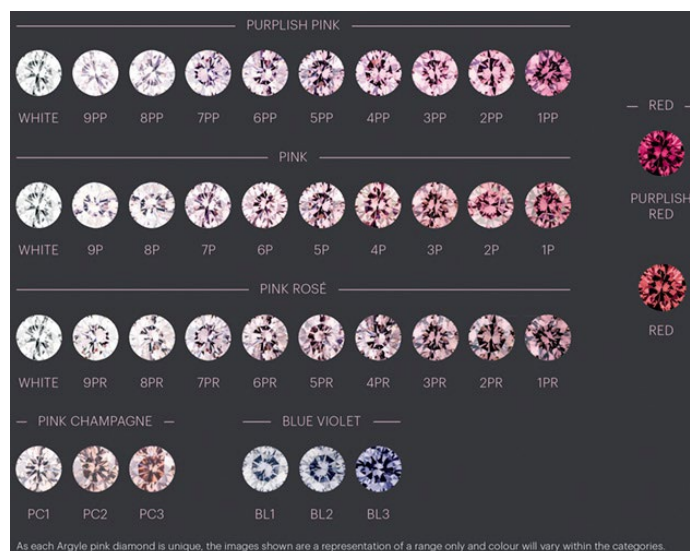 PURPLISH PINK
WHITE 9PP 8PP 7PP 6PP 5PP 4PP 3PP 2PP 1PP
RED
PINK
PURPLISH
RED
WHITE 9P 8P 7P 6P 5P 4P 3P 2P 1P
PINK ROSÉ
RED
WHITE 9PR 8PR 7PR 6PR 5PR 4PR 3PR 2PR 1PR
PINK CHAMPAGNE BLUE VIOLET
PC1 PC2 PC3 BL1 BL2 BL3
As each Argyle pink diamond is unique, the images shown are a representation of a range only and colour will vary within the categories.